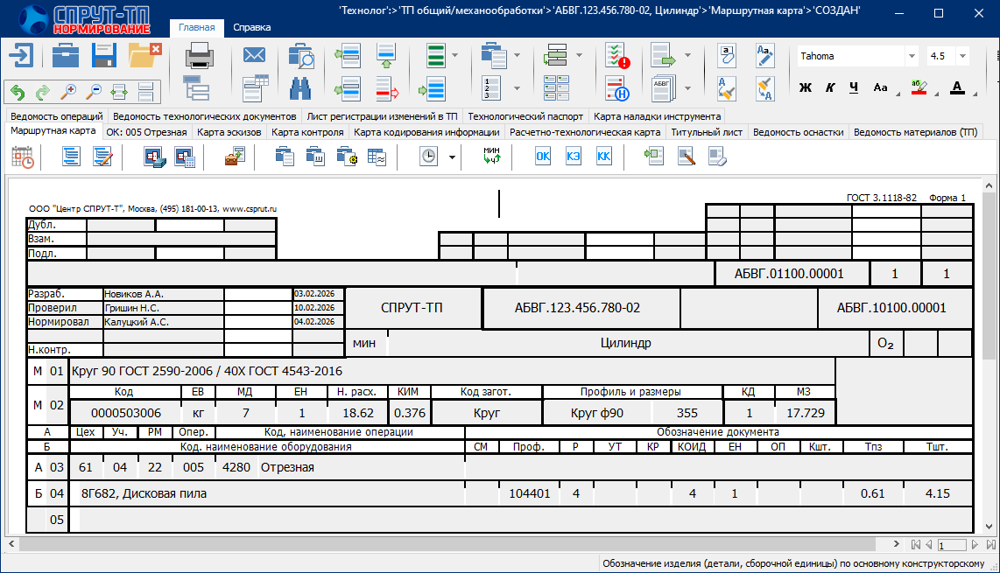 СПРУТ-ТП
НОРМИРОВАНИЕ
'Технолог':>'ТП общий/механообработки'>'АБВГ.123.456.780-02, Цилиндр'>'Маршрутная карта'>'СОЗДАН'
Главная Справка
Tahoma 4.5
Ж К Ч Аа ab А
Ведомость операций Ведомость технологических документов Лист регистрации изменений в ТП Технологический паспорт Карта наладки инструмента
Маршрутная карта ОК: 005 Отрезная Карта эскизов Карта контроля Карта кодирования информации Расчетно-технологическая карта Титульный лист Ведомость оснастки Ведомость материалов (ТП)
МИН ч ОК КЭ КК
ООО "Центр СПРУТ-Т", Москва, (495) 181-00-13, www.csprut.ru
ГОСТ 3.1118-82 Форма 1
Дубл.
Взам.
Подл.
АБВГ.01100.00001 1 1
Разраб. Новиков А.А. 03.02.2026
Проверил Гришин Н.С. 10.02.2026
Нормировал Калуцкий А.С. 04.02.2026
СПРУТ-ТП АБВГ.123.456.780-02 АБВГ.10100.00001
Н.контр.
мин Цилиндр О₂
М 01 Круг 90 ГОСТ 2590-2006 / 40Х ГОСТ 4543-2016
Код ЕВ МД ЕН Н. расх. КИМ Код загот. Профиль и размеры КД МЗ
М 02 0000503006 кг 7 1 18.62 0.376 Круг Круг ф90 355 1 17.729
А Цех Уч. РМ Опер. Код, наименование операции Обозначение документа
Б Код. наименование оборудования СМ Проф. Р УТ КР КОИД ЕН ОП Кшт. Тпз Тшт.
А 03 61 04 22 005 4280 Отрезная
Б 04 8Г682, Дисковая пила 104401 4 4 1 0.61 4.15
05
1
Обозначение изделия (детали, сборочной единицы) по основному конструкторскому